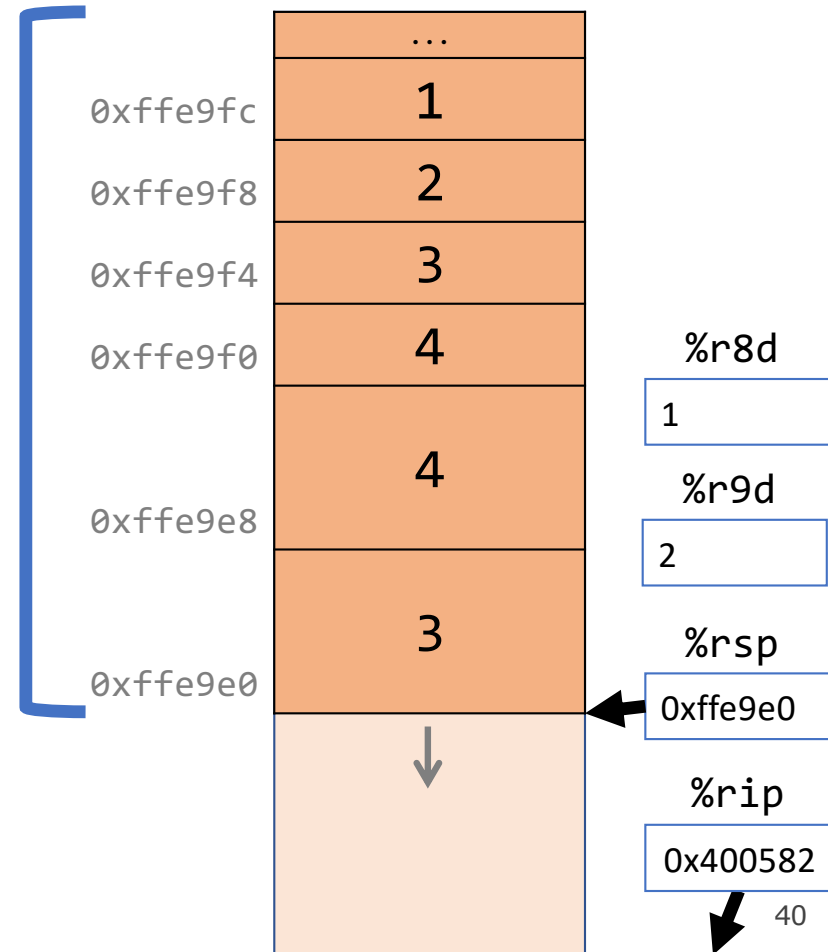 ...
0xffe9fc
1
0xffe9f8
2
0xffe9f4
3
0xffe9f0
4
0xffe9e8
4
0xffe9e0
3
%r8d
1
%r9d
2
%rsp
0xffe9e0
%rip
0x400582
40